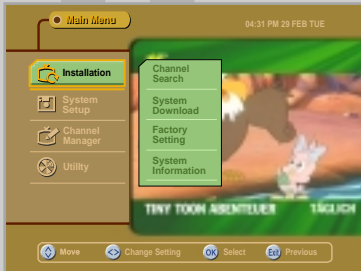 Main Menu
04:31 PM 29 FEB TUE
Installation
System
Setup
Channel
Manager
Utility
Channel
Search
System
Download
Factory
Setting
System
Information
TINY TOON ABENTEUER TÄGLICH
Move
Change Setting
OK Select
Exit Previous